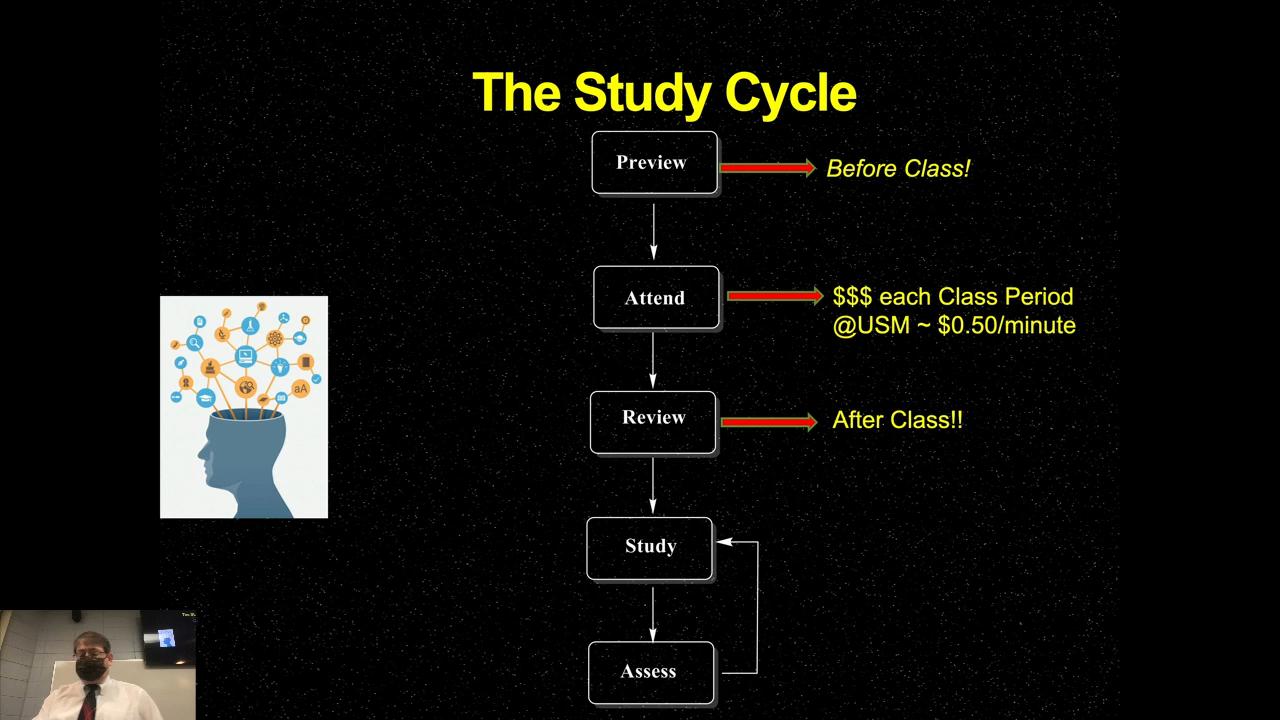 The Study Cycle
Preview
Before Class!
Attend
$$$ each Class Period
@USM ~ $0.50/minute
Review
After Class!!
aA
Study
Assess